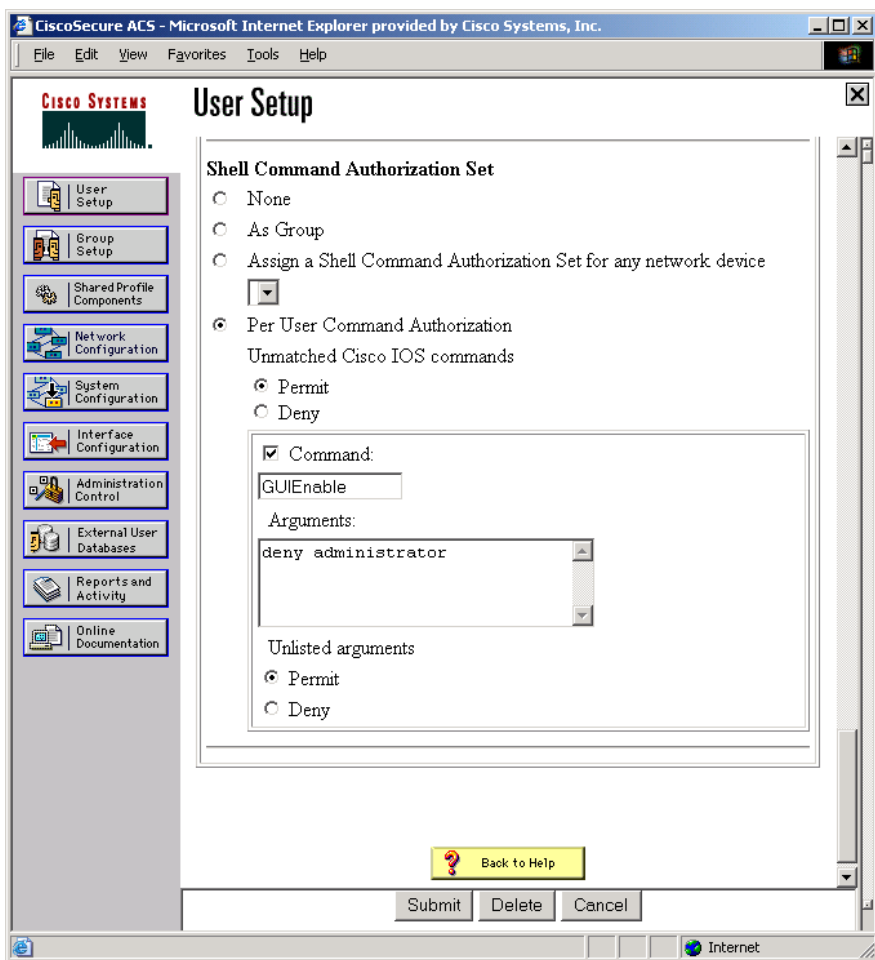 CiscoSecure ACS - Microsoft Internet Explorer provided by Cisco Systems, Inc.
File Edit View Favorites Tools Help
CISCO SYSTEMS
User Setup
User
Setup
Group
Setup
Shared Profile
Components
Network
Configuration
System
Configuration
Interface
Configuration
Administration
Control
External User
Databases
Reports and
Activity
Online
Documentation
Shell Command Authorization Set
None
As Group
Assign a Shell Command Authorization Set for any network device
Per User Command Authorization
Unmatched Cisco IOS commands
Permit
Deny
Command:
GUIEnable
Arguments:
deny administrator
Unlisted arguments
Permit
Deny
Back to Help
Submit Delete Cancel
Internet